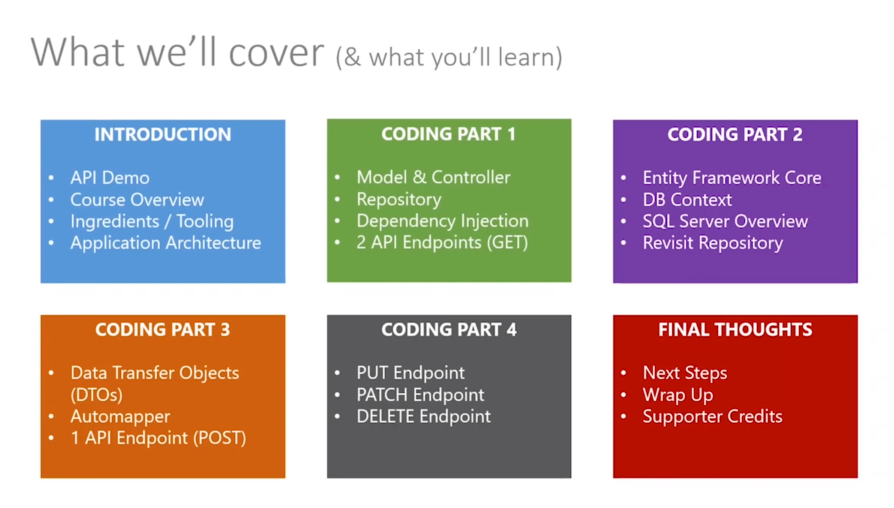 What we'll cover (& what you'll learn)
INTRODUCTION
• API Demo
• Course Overview
• Ingredients / Tooling
• Application Architecture
CODING PART 1
• Model & Controller
• Repository
• Dependency Injection
• 2 API Endpoints (GET)
CODING PART 2
• Entity Framework Core
• DB Context
• SQL Server Overview
• Revisit Repository
CODING PART 3
• Data Transfer Objects
(DTOs)
• Automapper
• 1 API Endpoint (POST)
CODING PART 4
• PUT Endpoint
• PATCH Endpoint
• DELETE Endpoint
FINAL THOUGHTS
• Next Steps
• Wrap Up
• Supporter Credits